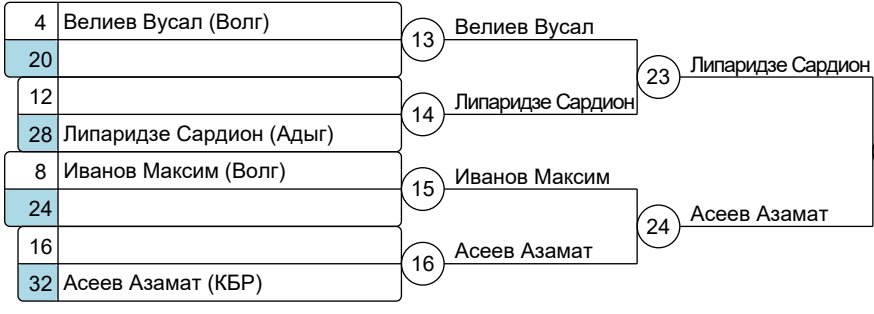 4 Велиев Вусал (Волг)
20
12
28 Липаридзе Сардион (Адыг)
8 Иванов Максим (Волг)
24
16
32 Асеев Азамат (КБР)
13 Велиев Вусал
14 Липаридзе Сардион
15 Иванов Максим
16 Асеев Азамат
23 Липаридзе Сардион
24 Асеев Азамат